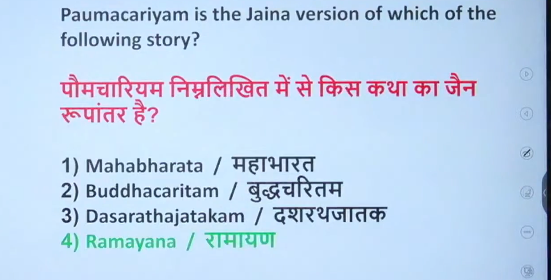 Paumacariyam is the Jaina version of which of the
following story?
पौमचारियम निम्नलिखित में से किस कथा का जैन
रूपांतर है?
1) Mahabharata / महाभारत
2) Buddhacaritam / बुद्धचरितम
3) Dasarathajatakam / दशरथजातक
4) Ramayana / रामायण